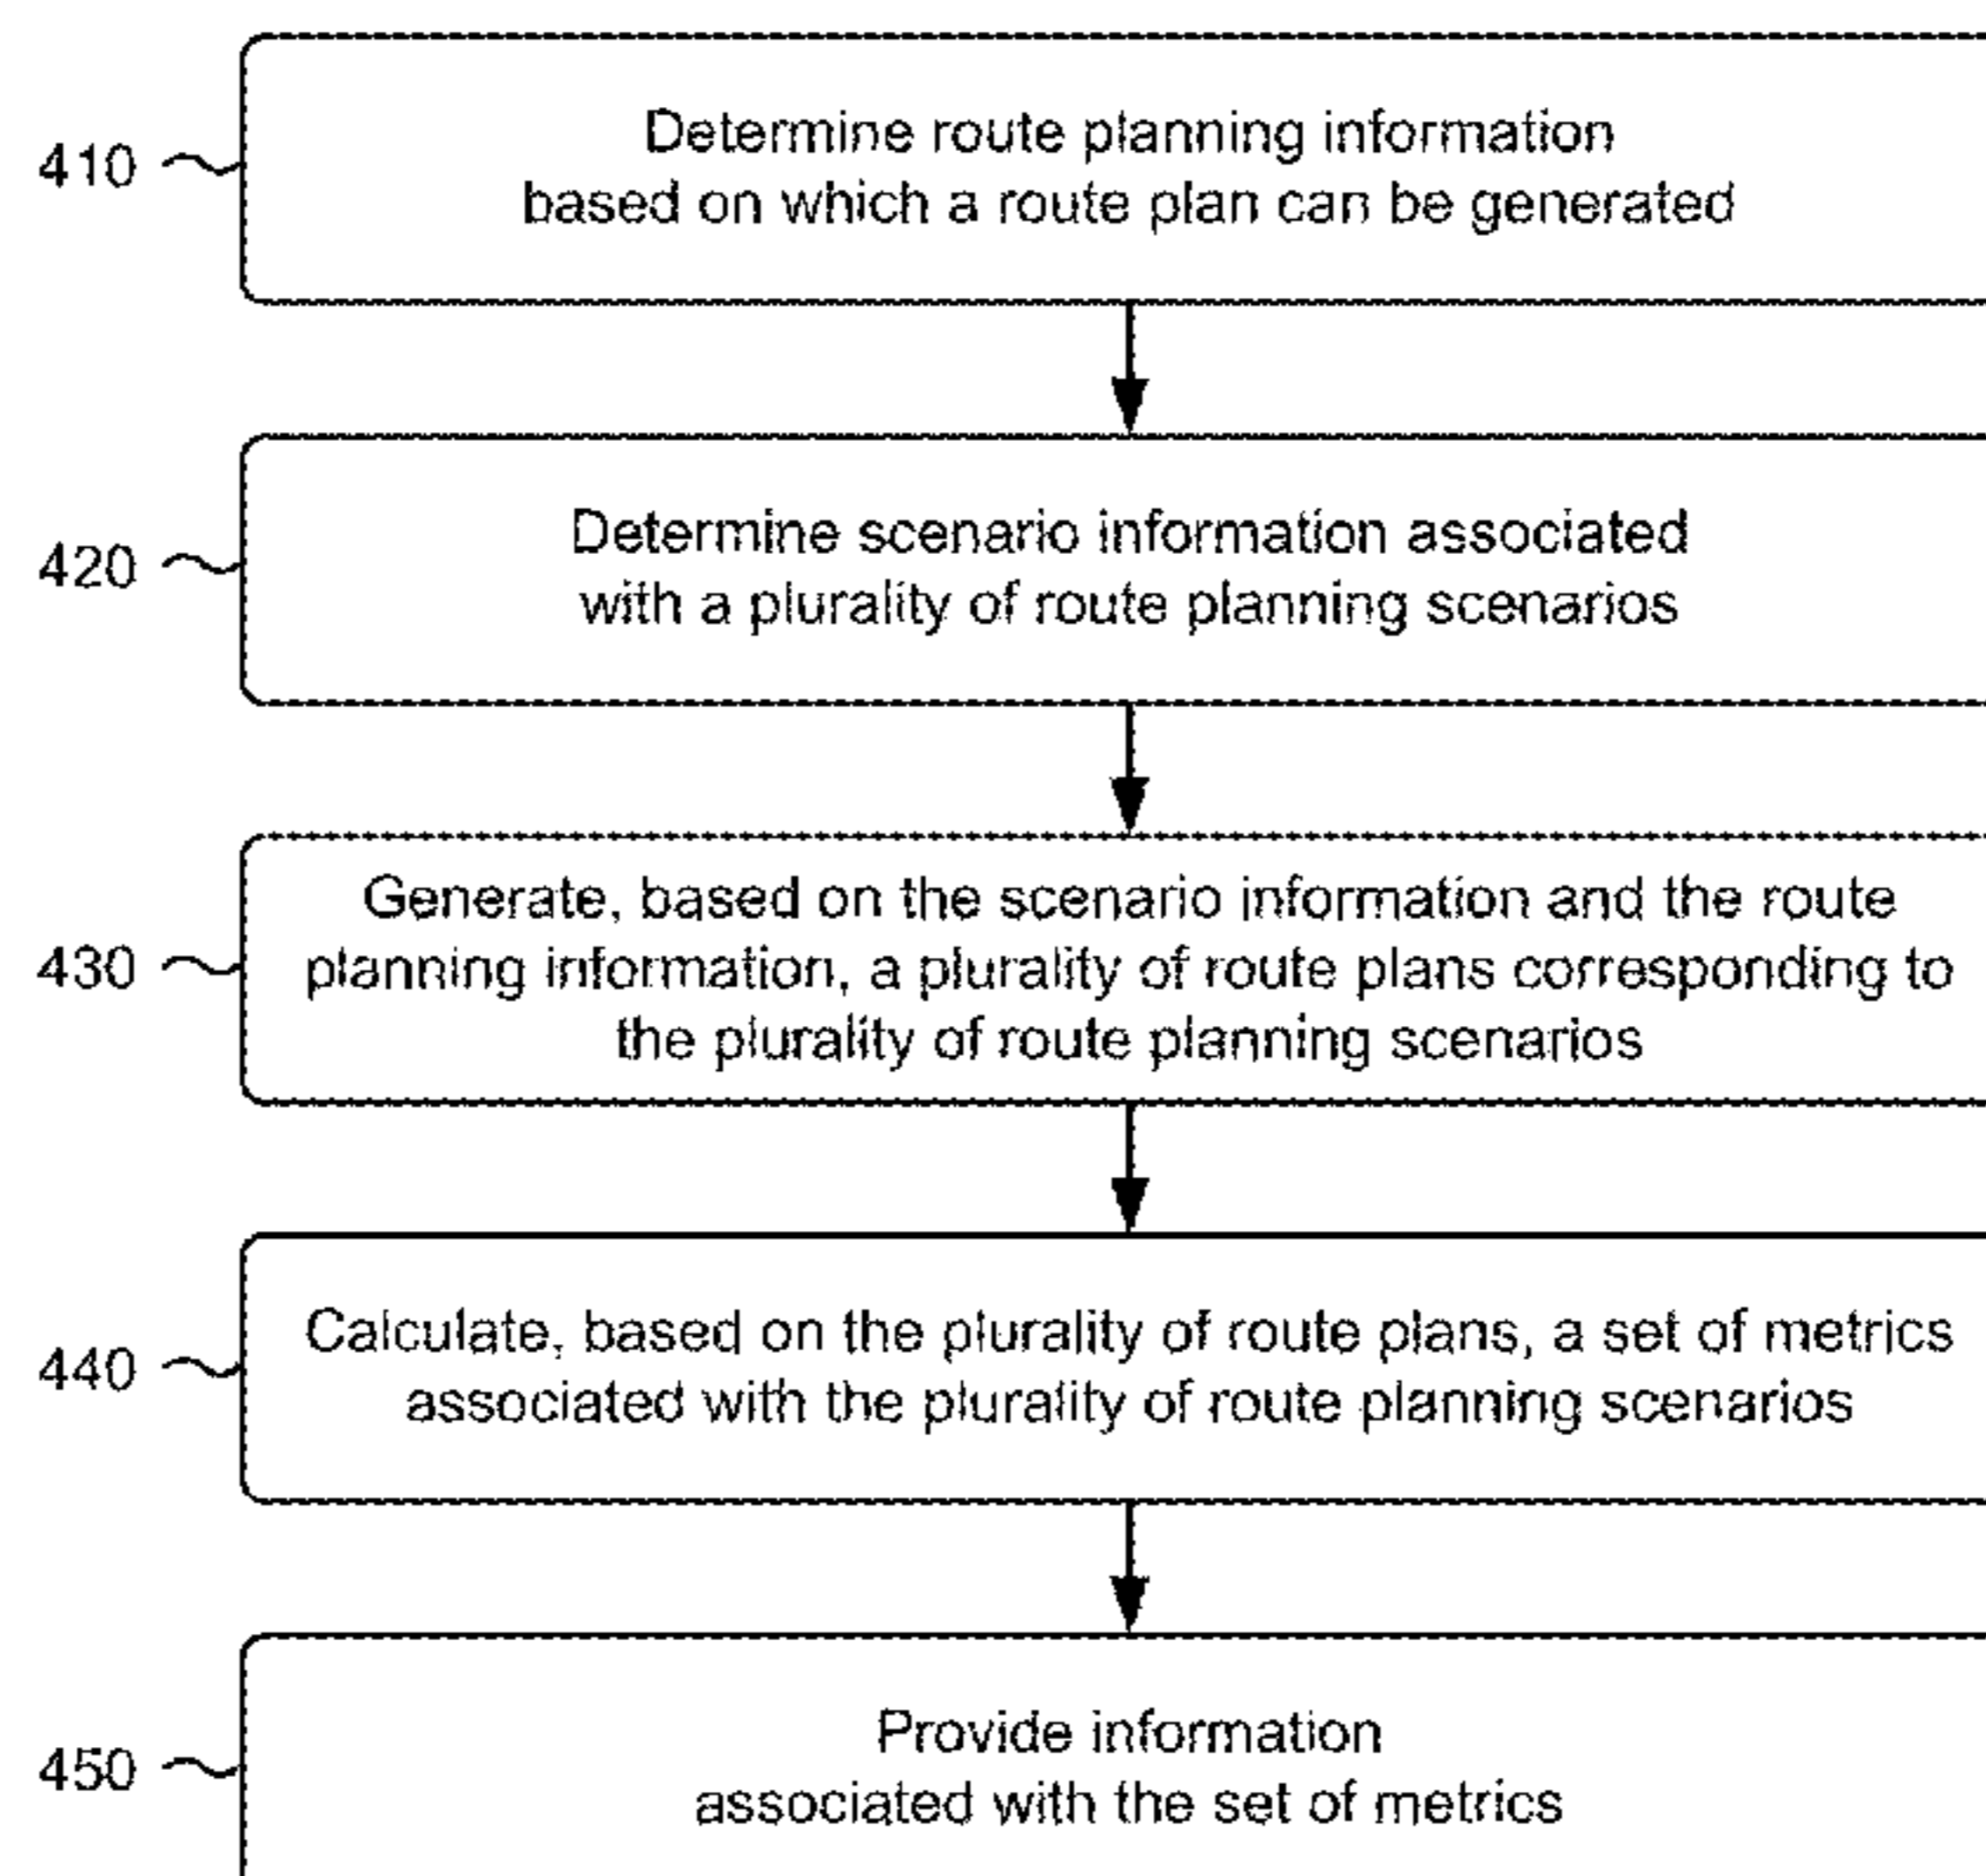 410
Determine route planning information
based on which a route plan can be generated
420
Determine scenario information associated
with a plurality of route planning scenarios
430
Generate, based on the scenario information and the route
planning information, a plurality of route plans corresponding to
the plurality of route planning scenarios
440
Calculate, based on the plurality of route plans, a set of metrics
associated with the plurality of route planning scenarios
450
Provide information
associated with the set of metrics